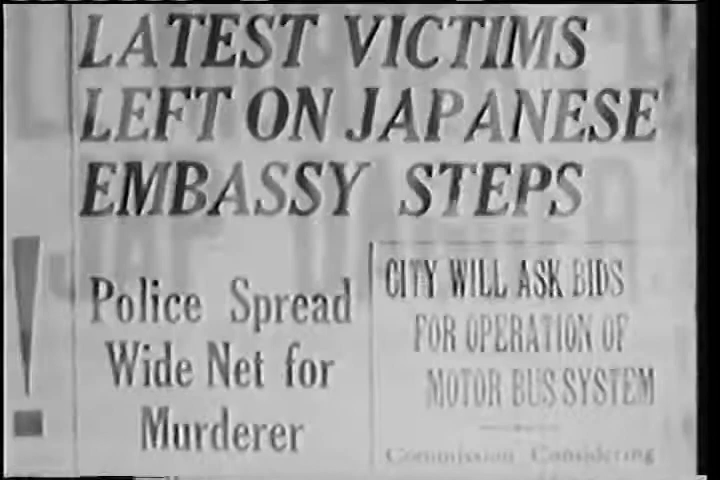 LATEST VICTIMS
LEFT ON JAPANESE
EMBASSY STEPS
!
Police Spread
Wide Net for
Murderer
CITY WILL ASK BIDS
FOR OPERATION OF
MOTOR BUS SYSTEM
Commission Considering